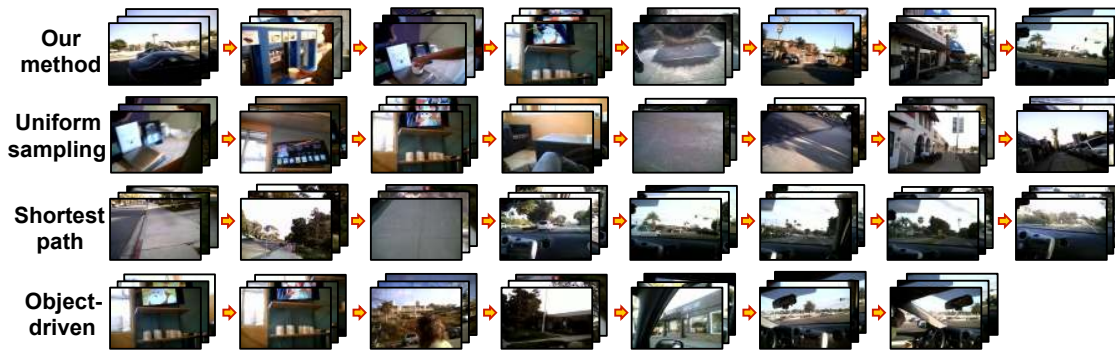 Our
method
Uniform
sampling
Shortest
path
Object-
driven